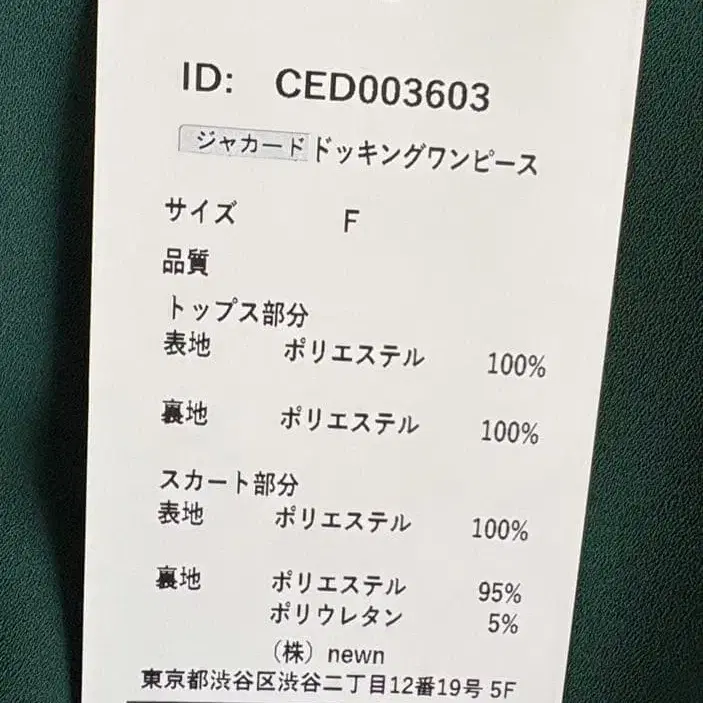 ID: CED003603
ジャカードドッキングワンピース
サイズ F
品質
トップス部分
表地 ポリエステル 100%
裏地 ポリエステル 100%
スカート部分
表地 ポリエステル 100%
裏地 ポリエステル 95%
ポリウレタン 5%
（株）newn
東京都渋谷区渋谷二丁目12番19号 5F